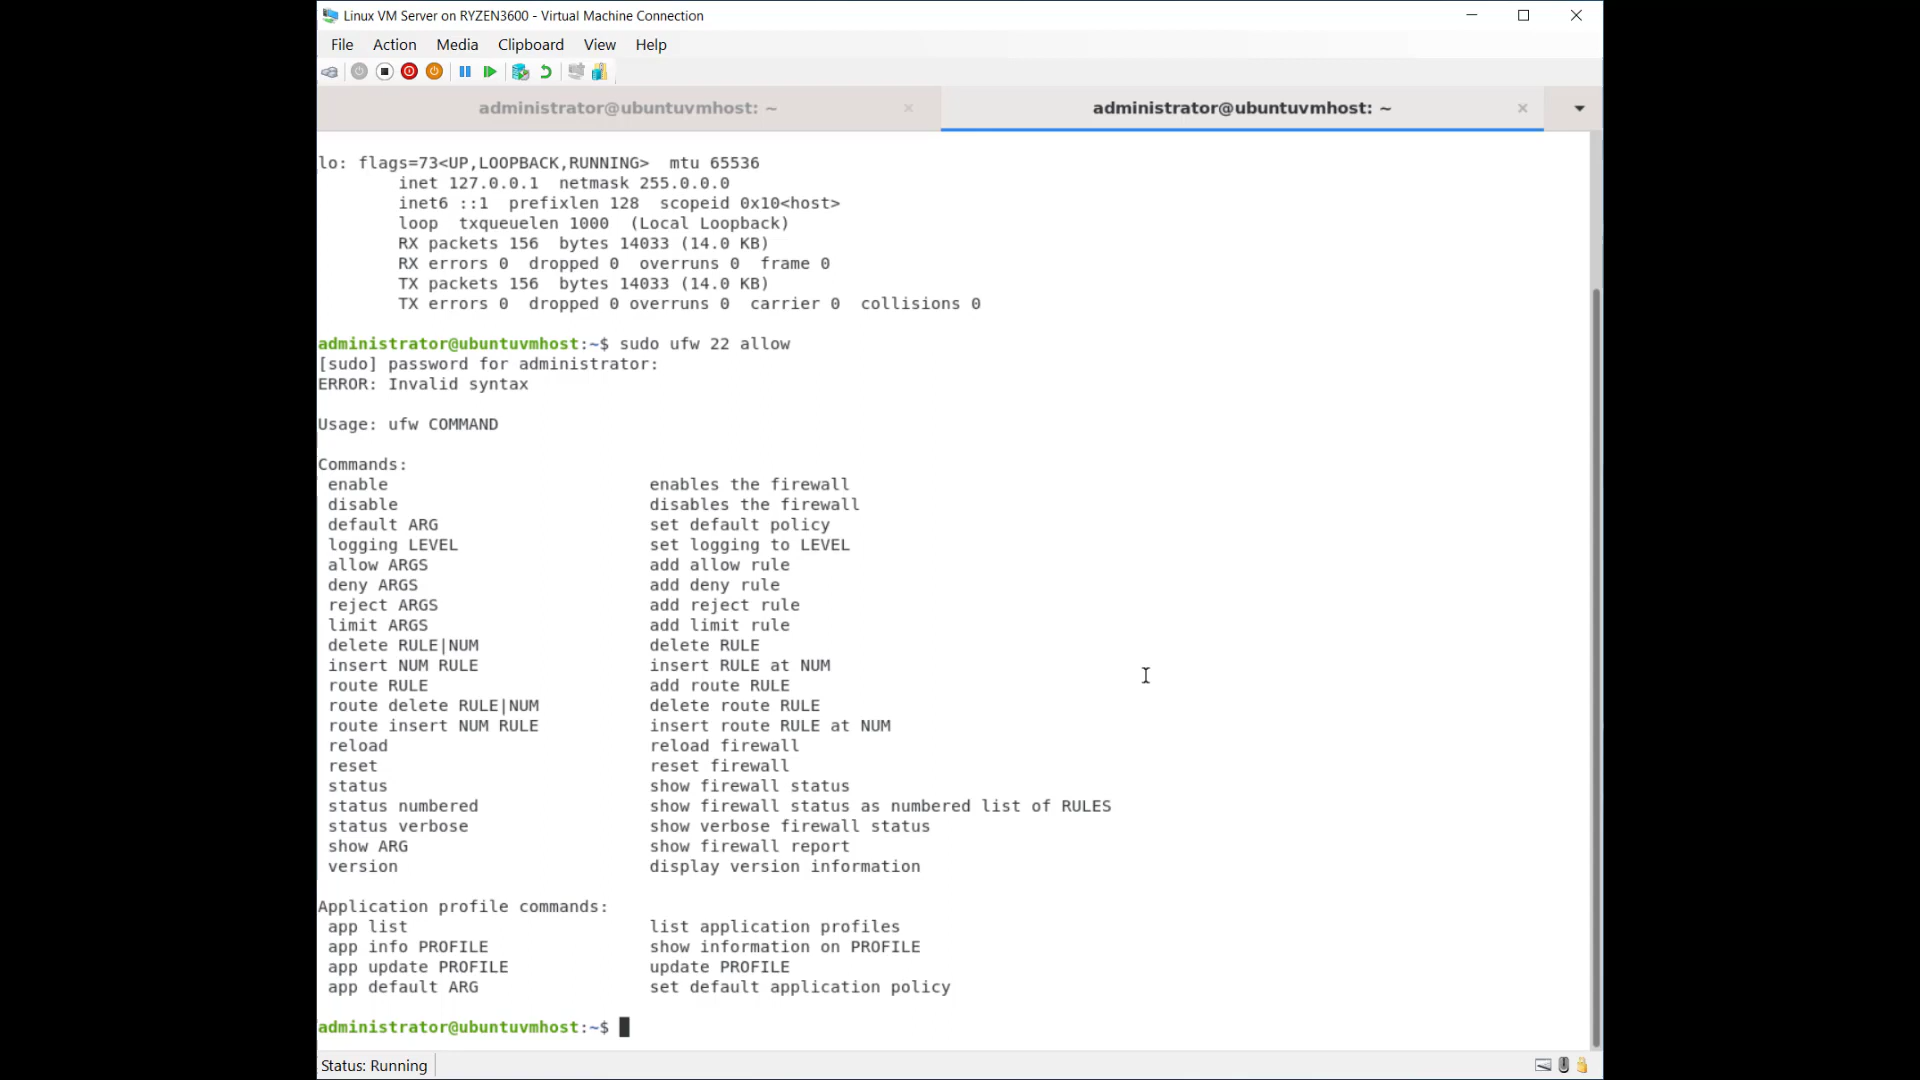 Linux VM Server on RYZEN3600 - Virtual Machine Connection
File Action Media Clipboard View Help
administrator@ubuntuvmhost: ~ administrator@ubuntuvmhost: ~
lo: flags=73<UP,LOOPBACK,RUNNING>  mtu 65536
        inet 127.0.0.1  netmask 255.0.0.0
        inet6 ::1  prefixlen 128  scopeid 0x10<host>
        loop  txqueuelen 1000  (Local Loopback)
        RX packets 156  bytes 14033 (14.0 KB)
        RX errors 0  dropped 0  overruns 0  frame 0
        TX packets 156  bytes 14033 (14.0 KB)
        TX errors 0  dropped 0 overruns 0  carrier 0  collisions 0
administrator@ubuntuvmhost:~$ sudo ufw 22 allow
[sudo] password for administrator:
ERROR: Invalid syntax
Usage: ufw COMMAND
Commands:
 enable                          enables the firewall
 disable                         disables the firewall
 default ARG                     set default policy
 logging LEVEL                   set logging to LEVEL
 allow ARGS                      add allow rule
 deny ARGS                       add deny rule
 reject ARGS                     add reject rule
 limit ARGS                      add limit rule
 delete RULE|NUM                 delete RULE
 insert NUM RULE                 insert RULE at NUM
 route RULE                      add route RULE
 route delete RULE|NUM           delete route RULE
 route insert NUM RULE           insert route RULE at NUM
 reload                          reload firewall
 reset                           reset firewall
 status                          show firewall status
 status numbered                 show firewall status as numbered list of RULES
 status verbose                  show verbose firewall status
 show ARG                        show firewall report
 version                         display version information
Application profile commands:
 app list                        list application profiles
 app info PROFILE                show information on PROFILE
 app update PROFILE              update PROFILE
 app default ARG                 set default application policy
administrator@ubuntuvmhost:~$
Status: Running